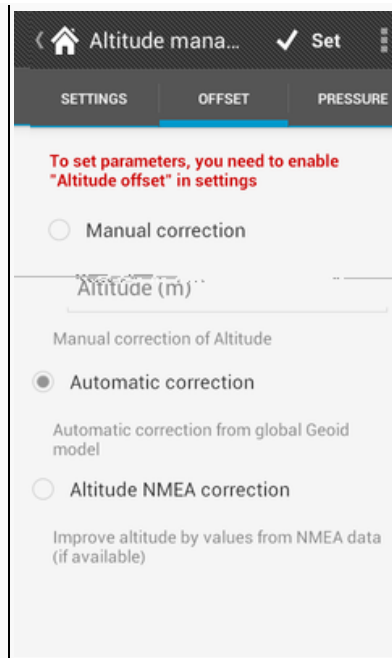 Altitude mana... Set
SETTINGS OFFSET PRESSURE
To set parameters, you need to enable
"Altitude offset" in settings
Manual correction
Altitude (m)
Manual correction of Altitude
Automatic correction
Automatic correction from global Geoid
model
Altitude NMEA correction
Improve altitude by values from NMEA data
(if available)